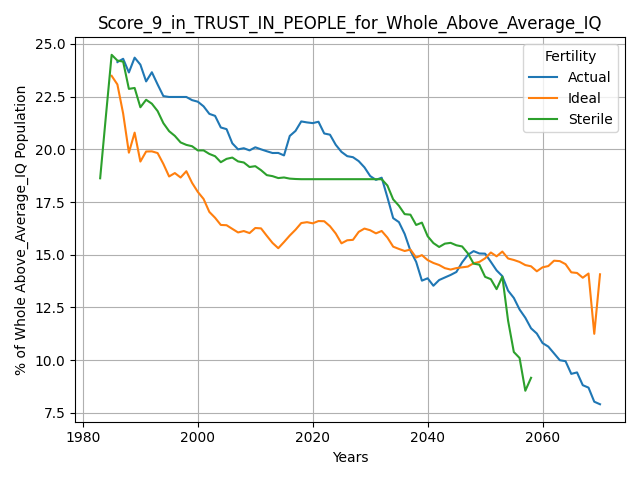 Score_9_in_TRUST_IN_PEOPLE_for_Whole_Above_Average_IQ
% of Whole Above_Average_IQ Population
25.0
22.5
20.0
17.5
15.0
12.5
10.0
7.5
Fertility
Actual
Ideal
Sterile
1980
2000
2020
2040
2060
Years